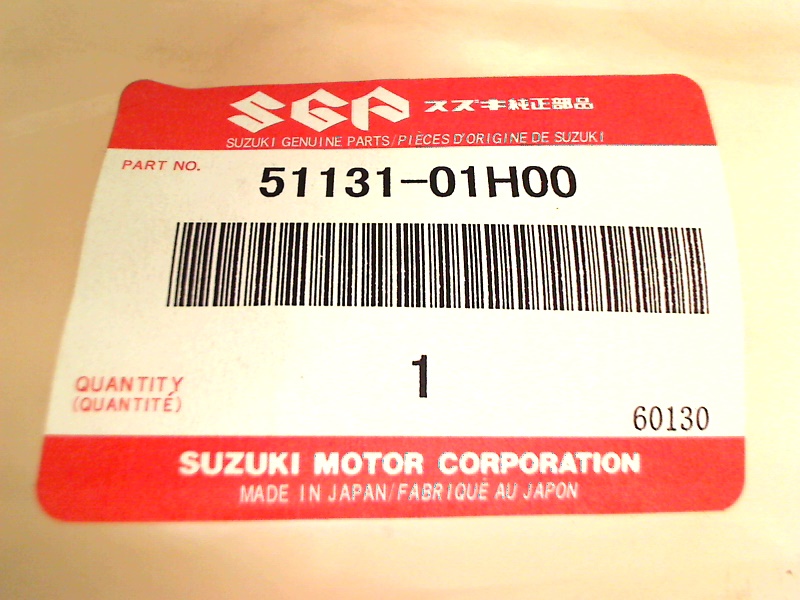 SGP スズキ純正部品
SUZUKI GENUINE PARTS/PIÈCES D'ORIGINE DE SUZUKI
PART NO. 51131-01H00
QUANTITY 1
(QUANTITÉ)
60130
SUZUKI MOTOR CORPORATION
MADE IN JAPAN/FABRIQUÉ AU JAPON